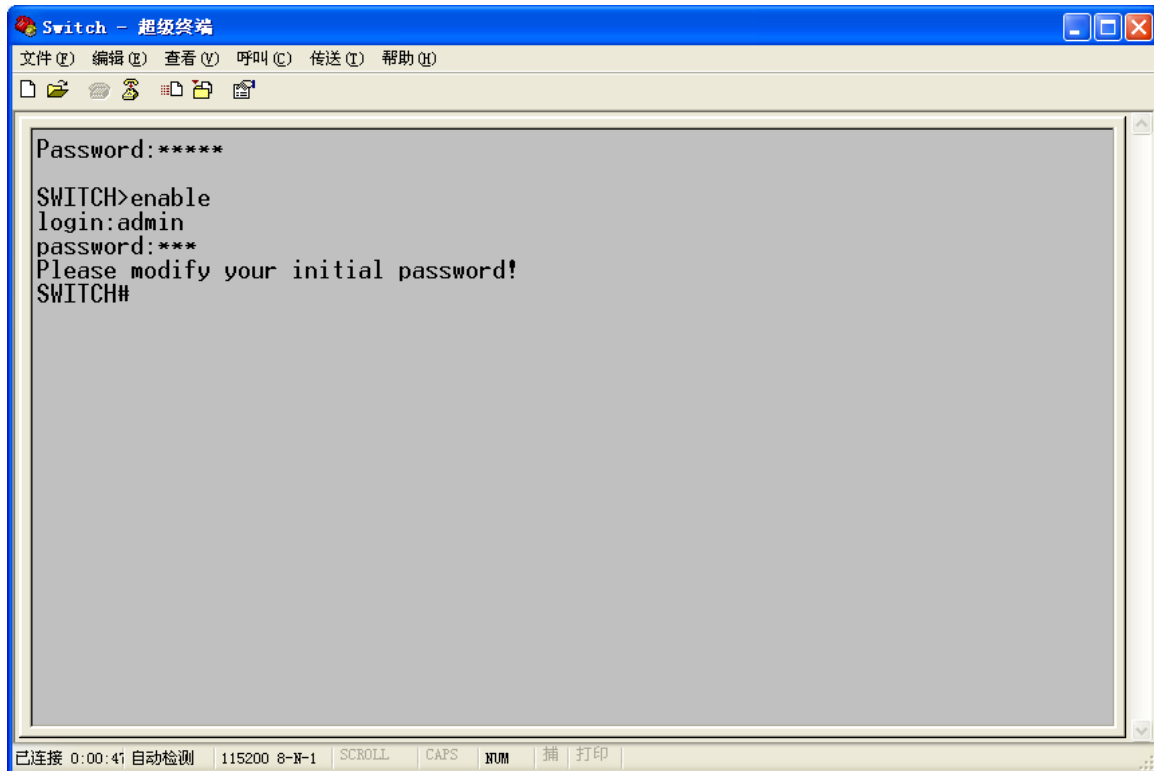 Switch - 超级终端
文件(F) 编辑(E) 查看(V) 呼叫(C) 传送(T) 帮助(H)
Password:*****
SWITCH>enable
login:admin
password:***
Please modify your initial password!
SWITCH#
已连接 0:00:47 自动检测 115200 8-N-1 SCROLL CAPS NUM 捕 打印